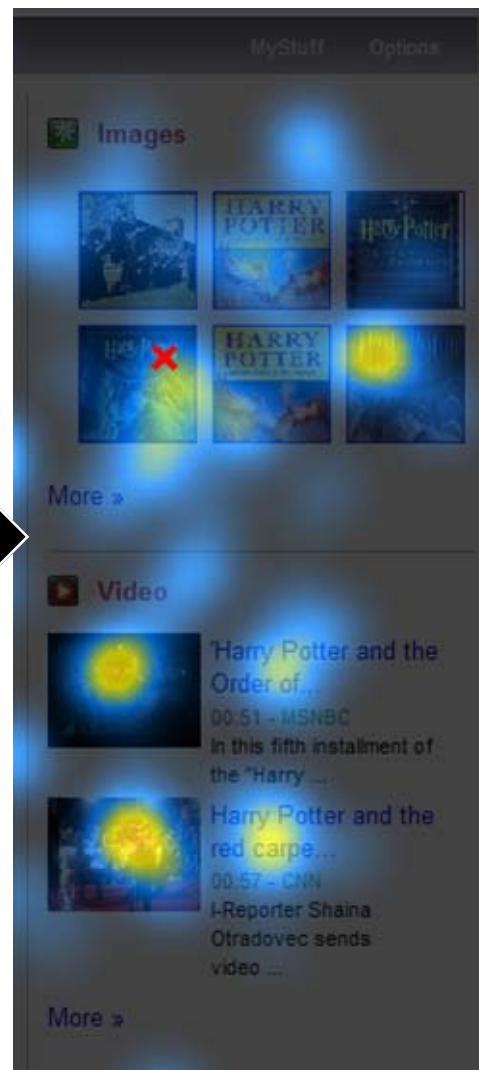 MyStuff Options
Images
HARRY POTTER
Harry Potter
HARRY POTTER
More »
Video
'Harry Potter and the
Order of...
00:51 - MSNBC
In this fifth installment of
the "Harry ...
Harry Potter and the
red carpe...
00:57 - CNN
I-Reporter Shaina
Otradovec sends
video ...
More »